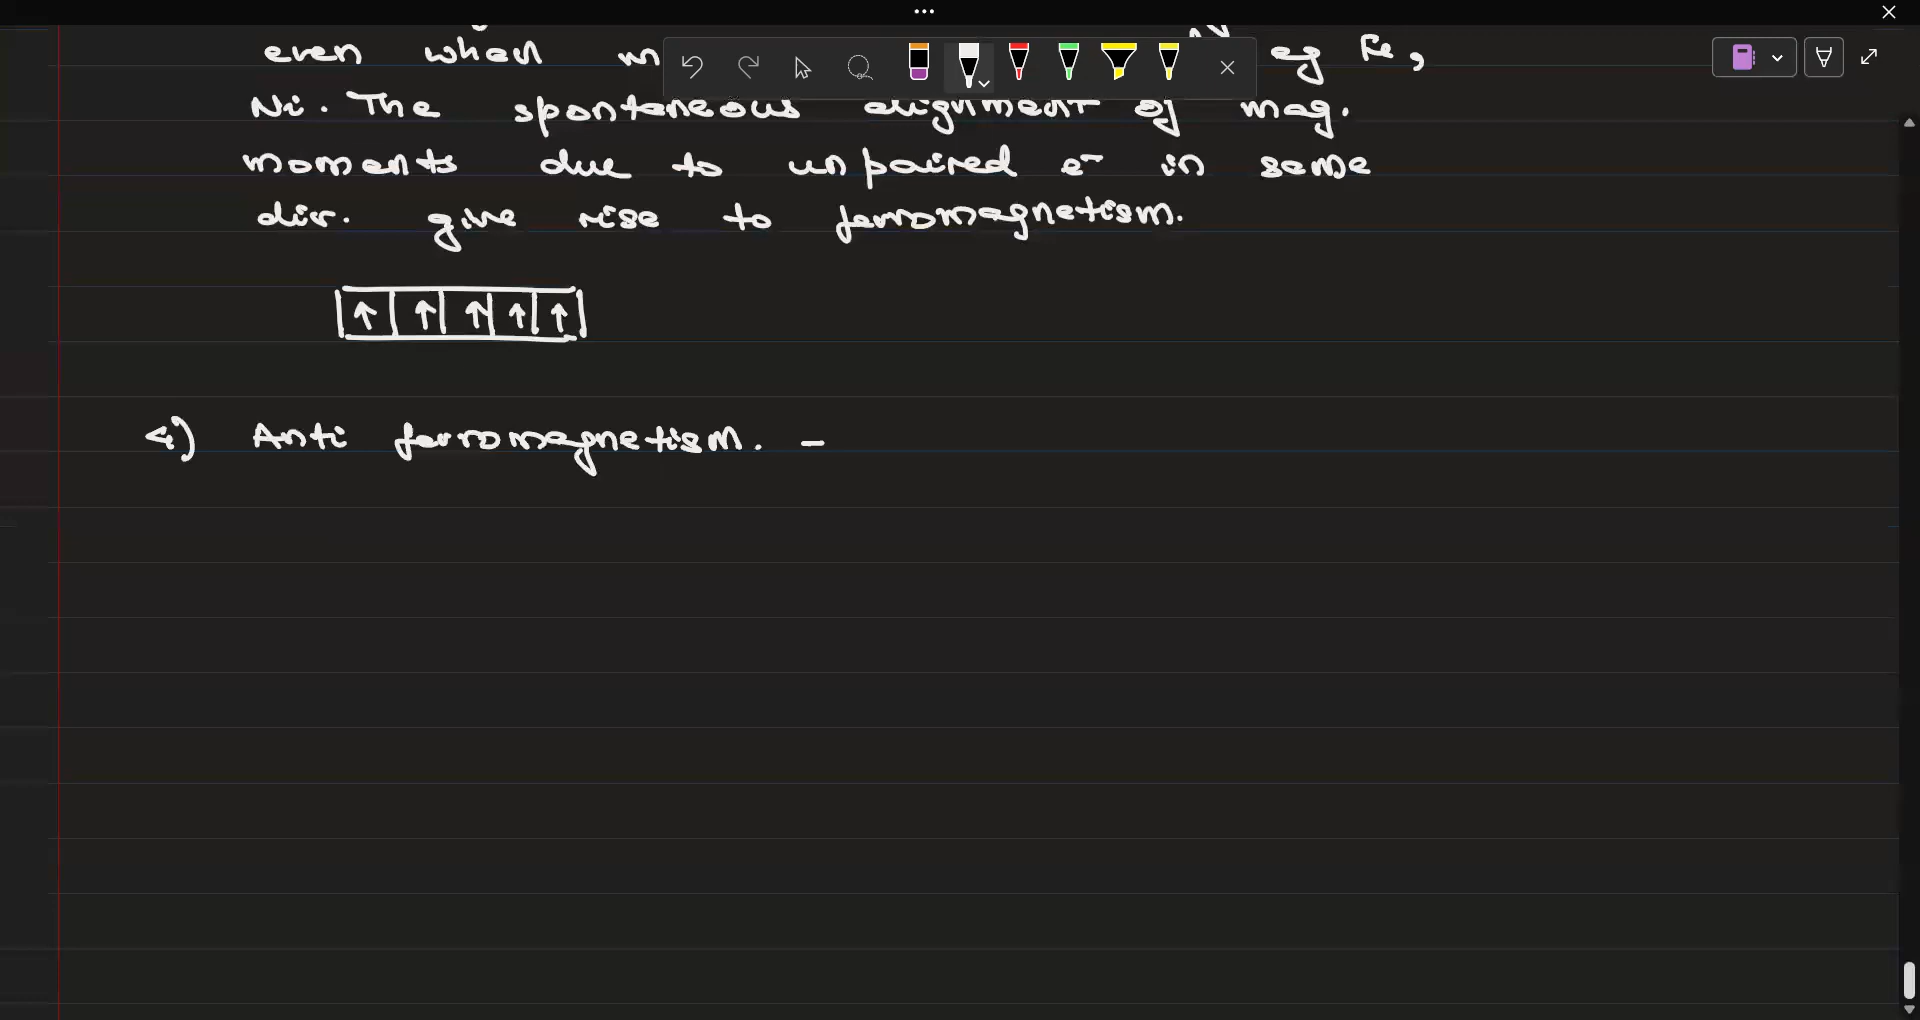 even when m eg Fe,
Ni. The spontaneous alignment of mag.
moments due to unpaired e⁻ in same
dir. give rise to ferromagnetism.
↑ ↑ ↑ ↑ ↑
4) Anti ferromagnetism. -